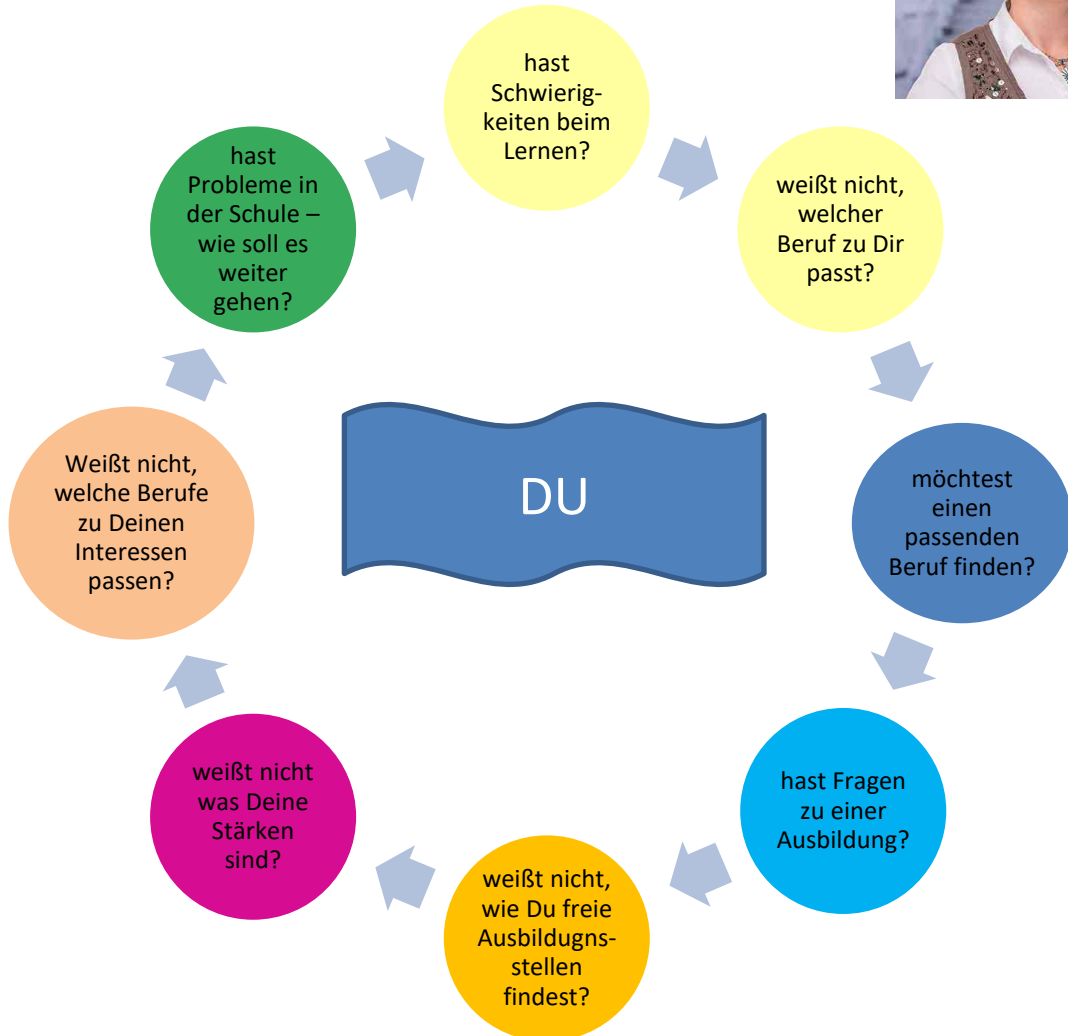 hast
Schwierig-
keiten beim
Lernen?
weißt nicht,
welcher
Beruf zu Dir
passt?
möchtest
einen
passenden
Beruf finden?
hast Fragen
zu einer
Ausbildung?
weißt nicht,
wie Du freie
Ausbildugns-
stellen
findest?
weißt nicht
was Deine
Stärken
sind?
Weißt nicht,
welche Berufe
zu Deinen
Interessen
passen?
hast
Probleme in
der Schule –
wie soll es
weiter
gehen?
DU